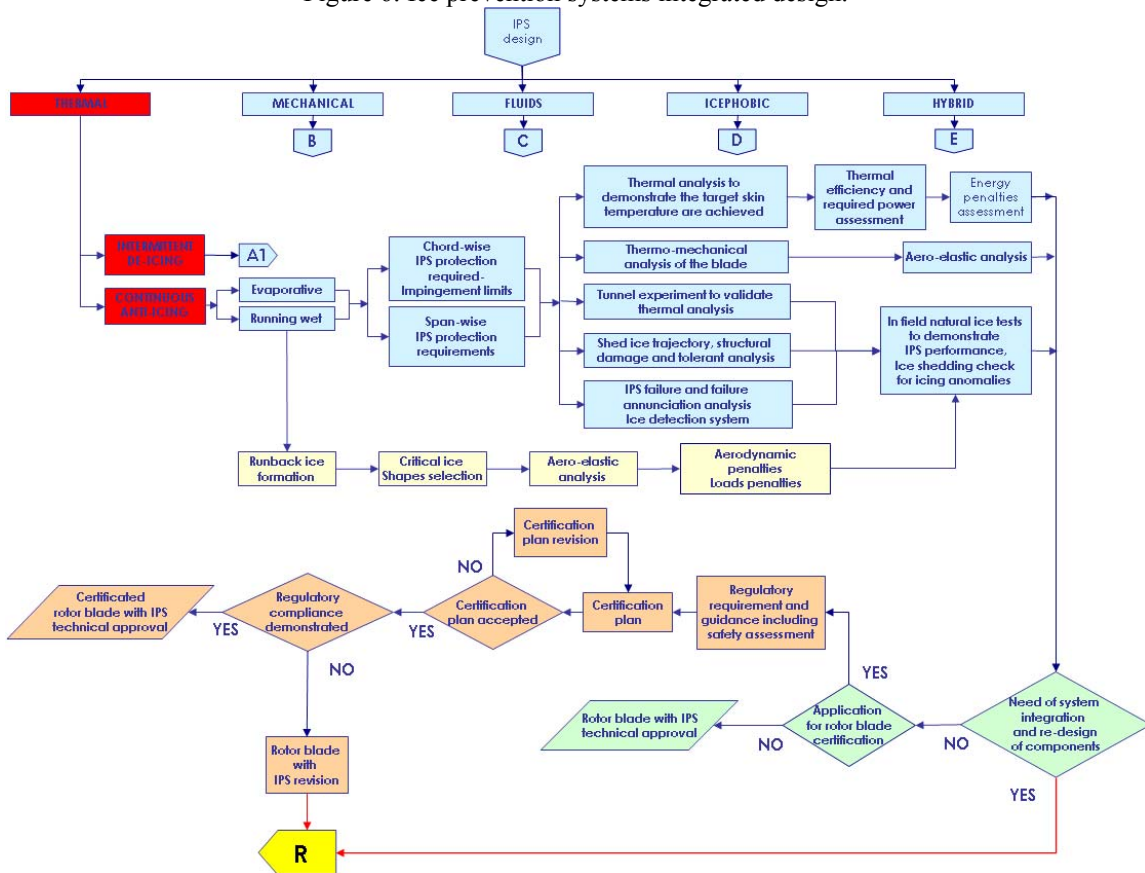 Figure 6. Ice prevention systems integrated design.
IPS
design
THERMAL
MECHANICAL
FLUIDS
ICEPHOBIC
HYBRID
B
C
D
E
Thermal analysis to
demonstrate the target skin
temperature are achieved
Thermal
efficiency and
required power
assessment
Energy
penalties
assessment
INTERMITTENT
DE-ICING
A1
Chord-wise
IPS protection
required-
Impingement limits
Thermo-mechanical
analysis of the blade
Aero-elastic analysis
CONTINUOUS
ANTI-ICING
Evaporative
Running wet
Span-wise
IPS protection
requirements
Tunnel experiment to validate
thermal analysis
Shed ice trajectory, structural
damage and tolerant analysis
In field natural ice tests
to demonstrate
IPS performance,
Ice shedding check
for icing anomalies
IPS failure and failure
annunciation analysis
Ice detection system
Runback ice
formation
Critical ice
Shapes selection
Aero-elastic
analysis
Aerodynamic
penalties
Loads penalties
Certification
plan revision
NO
Certificated
rotor blade with IPS
technical approval
YES
Regulatory
compliance
demonstrated
YES
Certification
plan accepted
Certification
plan
Regulatory
requirement and
guidance including
safety assessment
NO
YES
Rotor blade with IPS
technical approval
NO
Application
for rotor blade
certification
NO
Need of system
integration
and re-design
of components
YES
Rotor blade
with
IPS revision
R